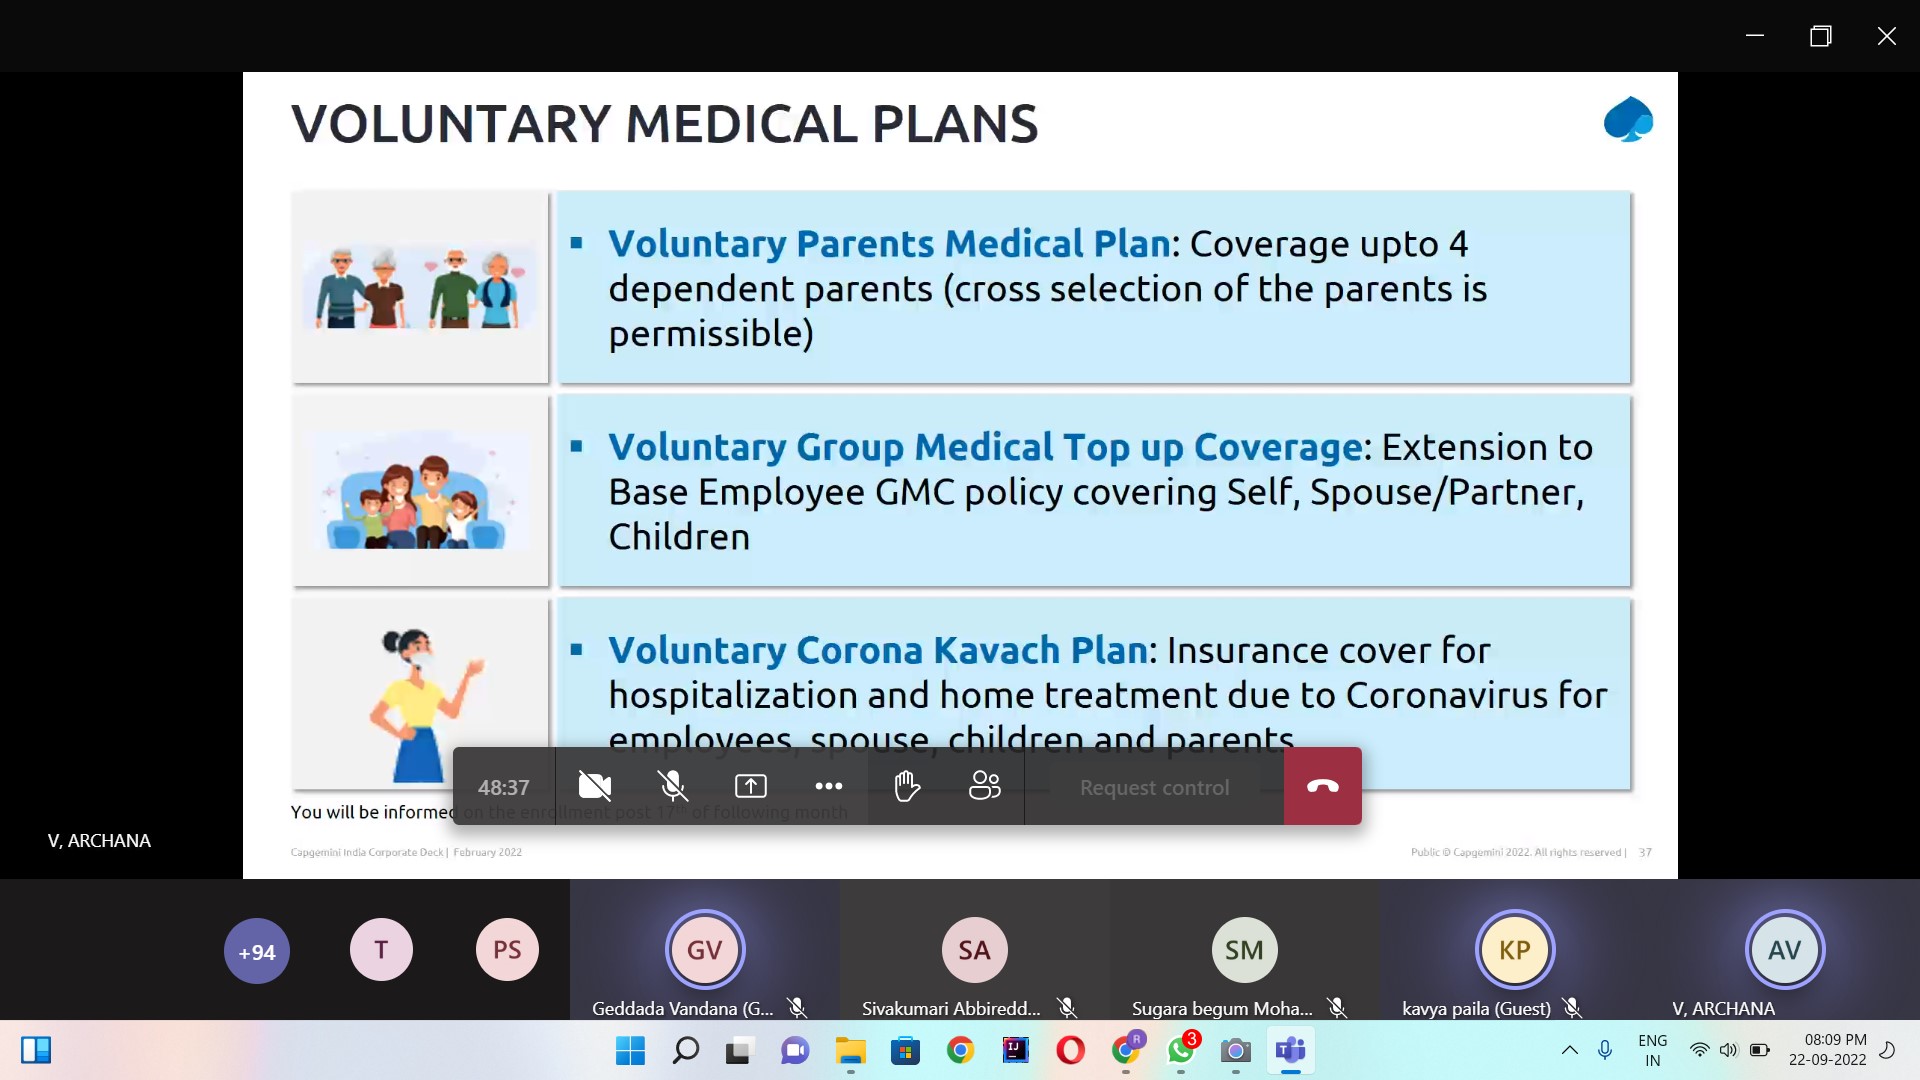 VOLUNTARY MEDICAL PLANS
▪ Voluntary Parents Medical Plan: Coverage upto 4
dependent parents (cross selection of the parents is
permissible)
▪ Voluntary Group Medical Top up Coverage: Extension to
Base Employee GMC policy covering Self, Spouse/Partner,
Children
▪ Voluntary Corona Kavach Plan: Insurance cover for
hospitalization and home treatment due to Coronavirus for
employees, spouse, children and parents
48:37
Request control
You will be informed on the enrollment post 17th of following month
V, ARCHANA
Capgemini India Corporate Deck | February 2022
Public © Capgemini 2022. All rights reserved | 37
+94
T
PS
GV
SA
SM
KP
AV
Geddada Vandana (G...
Sivakumari Abbiredd...
Sugara begum Moha...
kavya paila (Guest)
V, ARCHANA
IJ
R
3
T
ENG
IN
08:09 PM
22-09-2022